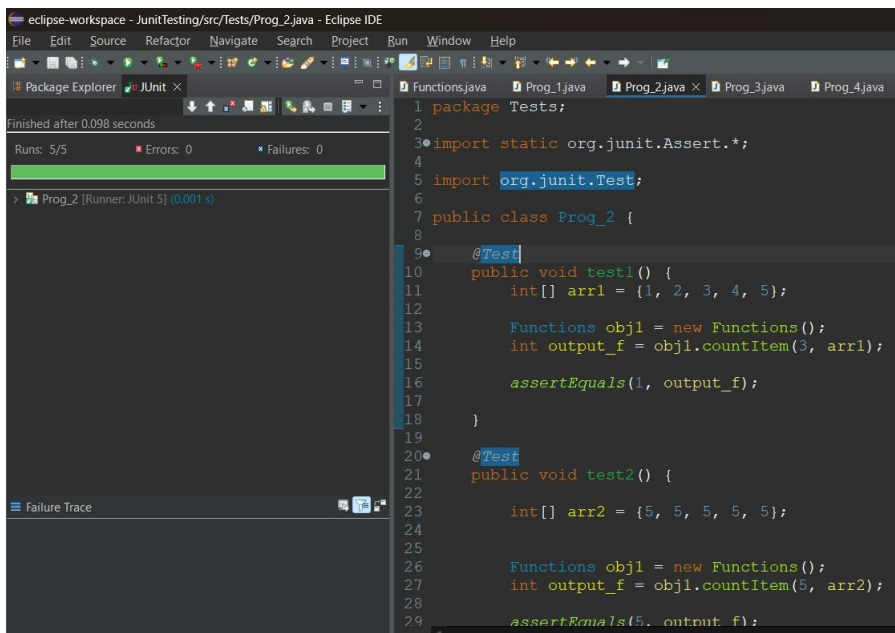 eclipse-workspace - JunitTesting/src/Tests/Prog_2.java - Eclipse IDE
File Edit Source Refactor Navigate Search Project Run Window Help
Package Explorer JUnit
Finished after 0.098 seconds
Runs: 5/5 Errors: 0 Failures: 0
Prog_2 [Runner: JUnit 5] (0.001 s)
Failure Trace
Functions.java Prog_1.java Prog_2.java Prog_3.java Prog_4.java
1 package Tests;
2
3 import static org.junit.Assert.*;
4
5 import org.junit.Test;
6
7 public class Prog_2 {
8
9 @Test
10 public void test1() {
11 int[] arr1 = {1, 2, 3, 4, 5};
12
13 Functions obj1 = new Functions();
14 int output_f = obj1.countItem(3, arr1);
15
16 assertEquals(1, output_f);
17
18 }
19
20 @Test
21 public void test2() {
22
23 int[] arr2 = {5, 5, 5, 5, 5};
24
25
26 Functions obj1 = new Functions();
27 int output_f = obj1.countItem(5, arr2);
28
29 assertEquals(5, output_f);